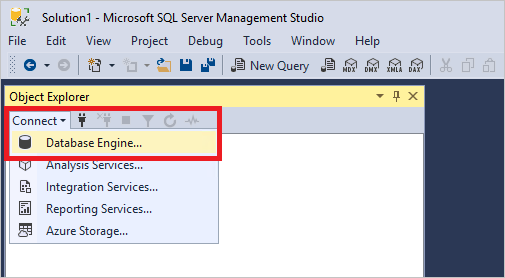 Solution1 - Microsoft SQL Server Management Studio
File Edit View Project Debug Tools Window Help
New Query MDX DMX XMLA DAX
Object Explorer
Connect
Database Engine...
Analysis Services...
Integration Services...
Reporting Services...
Azure Storage...